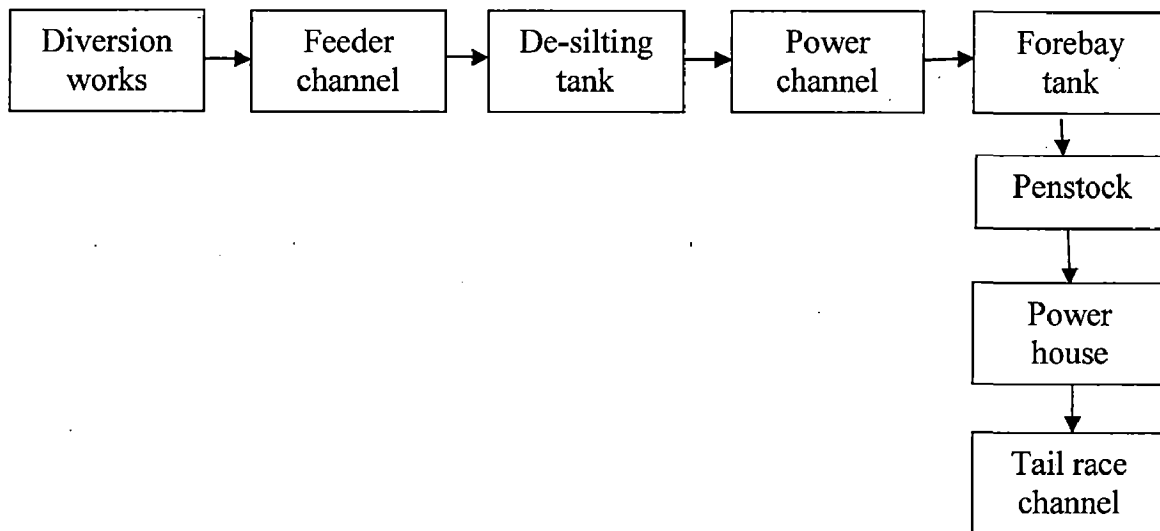 Diversion
works
Feeder
channel
De-silting
tank
Power
channel
Forebay
tank
Penstock
Power
house
Tail race
channel